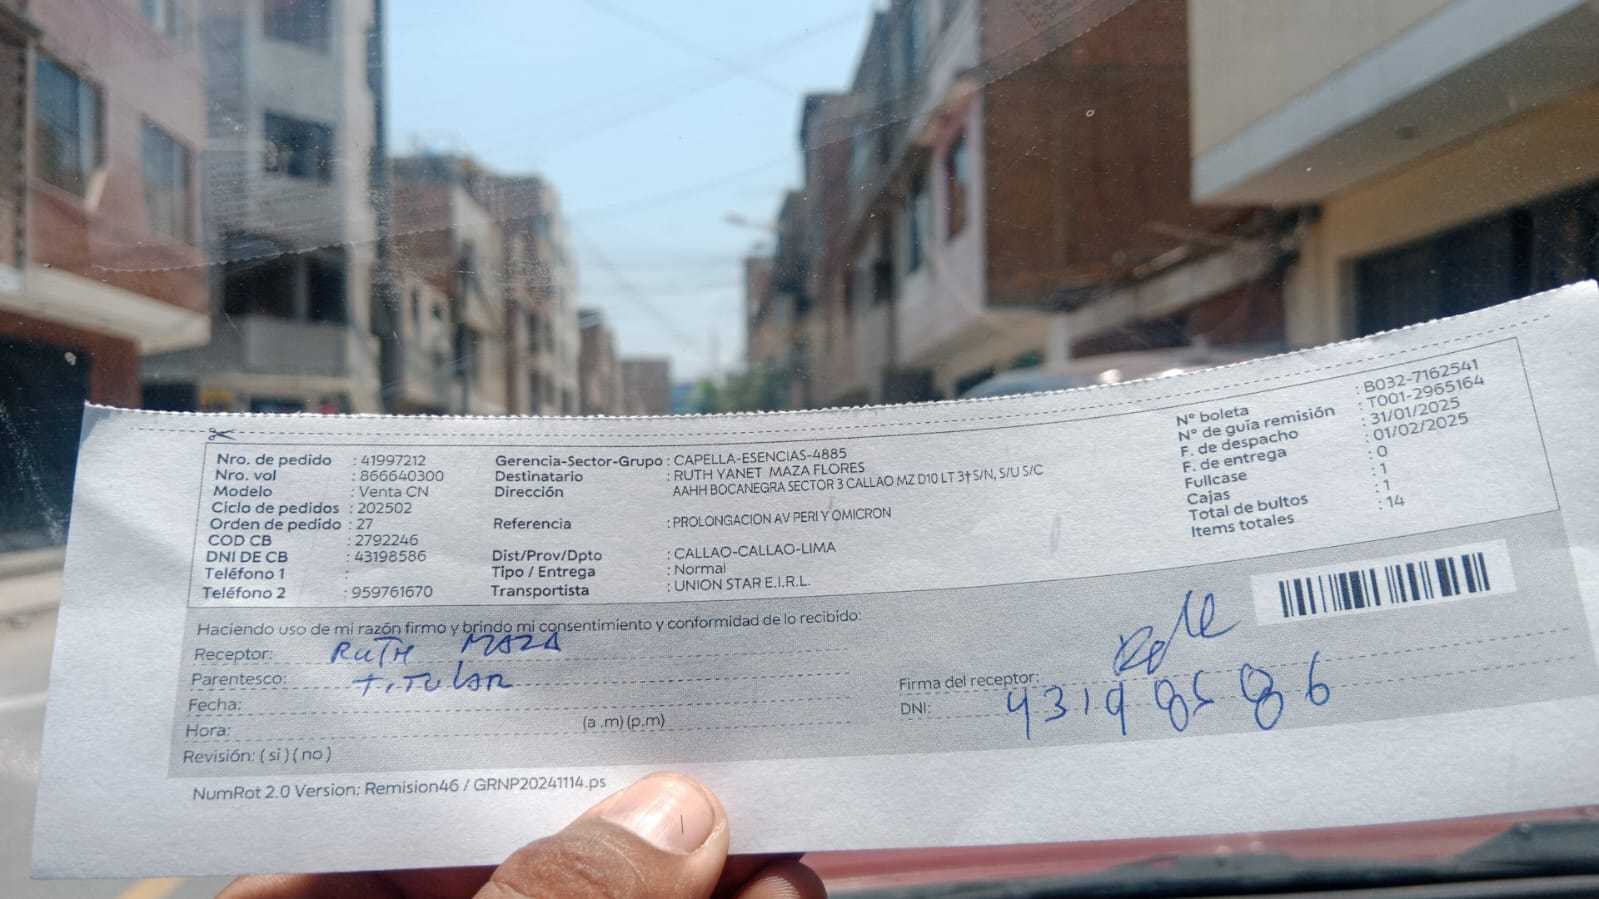 Nro. de pedido : 41997212
Nro. vol : 866640300
Modelo : Venta CN
Ciclo de pedidos : 202502
Orden de pedido : 27
COD CB : 2792246
DNI DE CB : 43198586
Teléfono 1 :
Teléfono 2 : 959761670
Gerencia-Sector-Grupo : CAPELLA-ESENCIAS-4885
Destinatario : RUTH YANET MAZA FLORES
Dirección AAHH BOCANEGRA SECTOR 3 CALLAO MZ D10 LT 3† S/N, S/U S/C
Referencia : PROLONGACION AV PERI Y OMICRON
Dist/Prov/Dpto : CALLAO-CALLAO-LIMA
Tipo / Entrega : Normal
Transportista : UNION STAR E.I.R.L.
N° boleta : B032-7162541
N° de guía remisión : T001-2965164
F. de despacho : 31/01/2025
F. de entrega : 01/02/2025
Fullcase : 0
Cajas : 1
Total de bultos : 1
Items totales : 14
Haciendo uso de mi razón firmo y brindo mi consentimiento y conformidad de lo recibido:
Receptor: RUTH MAZA
Parentesco: TITULAR
Fecha:
Hora: (a .m) (p.m)
Revisión: ( si ) ( no )
Firma del receptor:
DNI: 43198586
NumRot 2.0 Version: Remision46 / GRNP20241114.ps